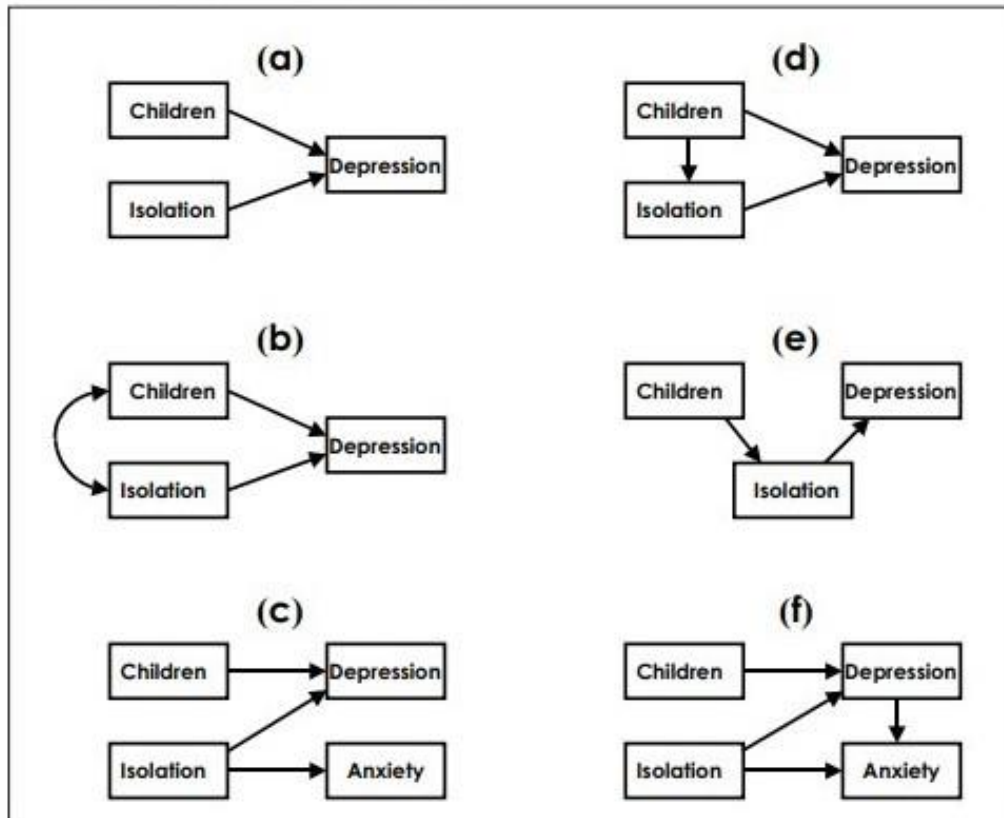 (a)
Children
Depression
Isolation
(d)
Children
Depression
Isolation
(b)
Children
Depression
Isolation
(e)
Children
Depression
Isolation
(c)
Children
Depression
Isolation
Anxiety
(f)
Children
Depression
Isolation
Anxiety